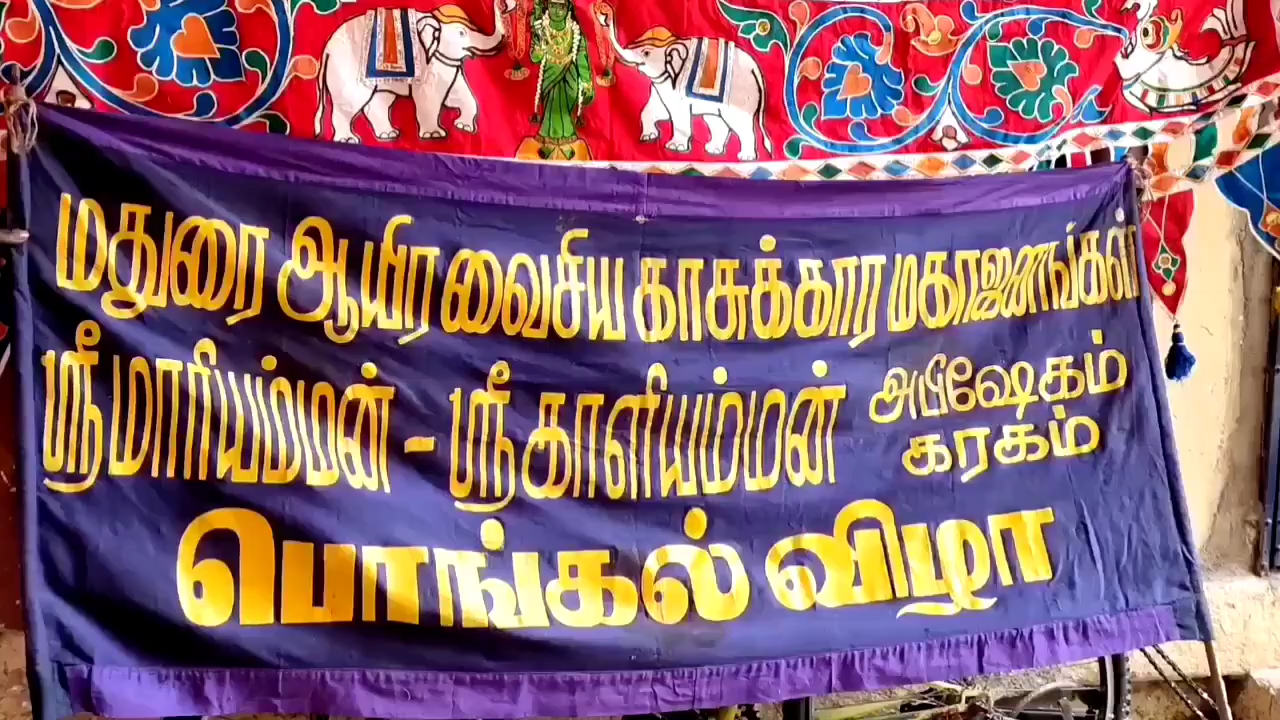 மதுரை ஆயிர வைசிய காசுக்கார மகாஜனங்கள்
ஸ்ரீ மாரியம்மன் - ஸ்ரீ காளியம்மன் அபிஷேகம்
கரகம்
பொங்கல் விழா